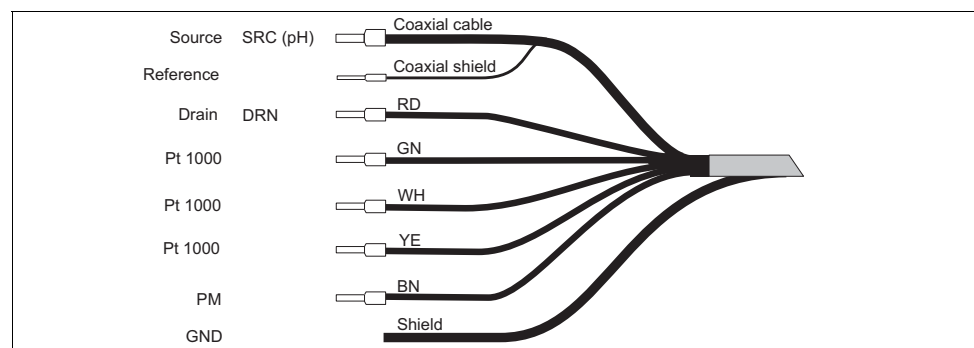 Source SRC (pH) Coaxial cable
Reference Coaxial shield
Drain DRN RD
Pt 1000 GN
Pt 1000 WH
Pt 1000 YE
PM BN
GND Shield